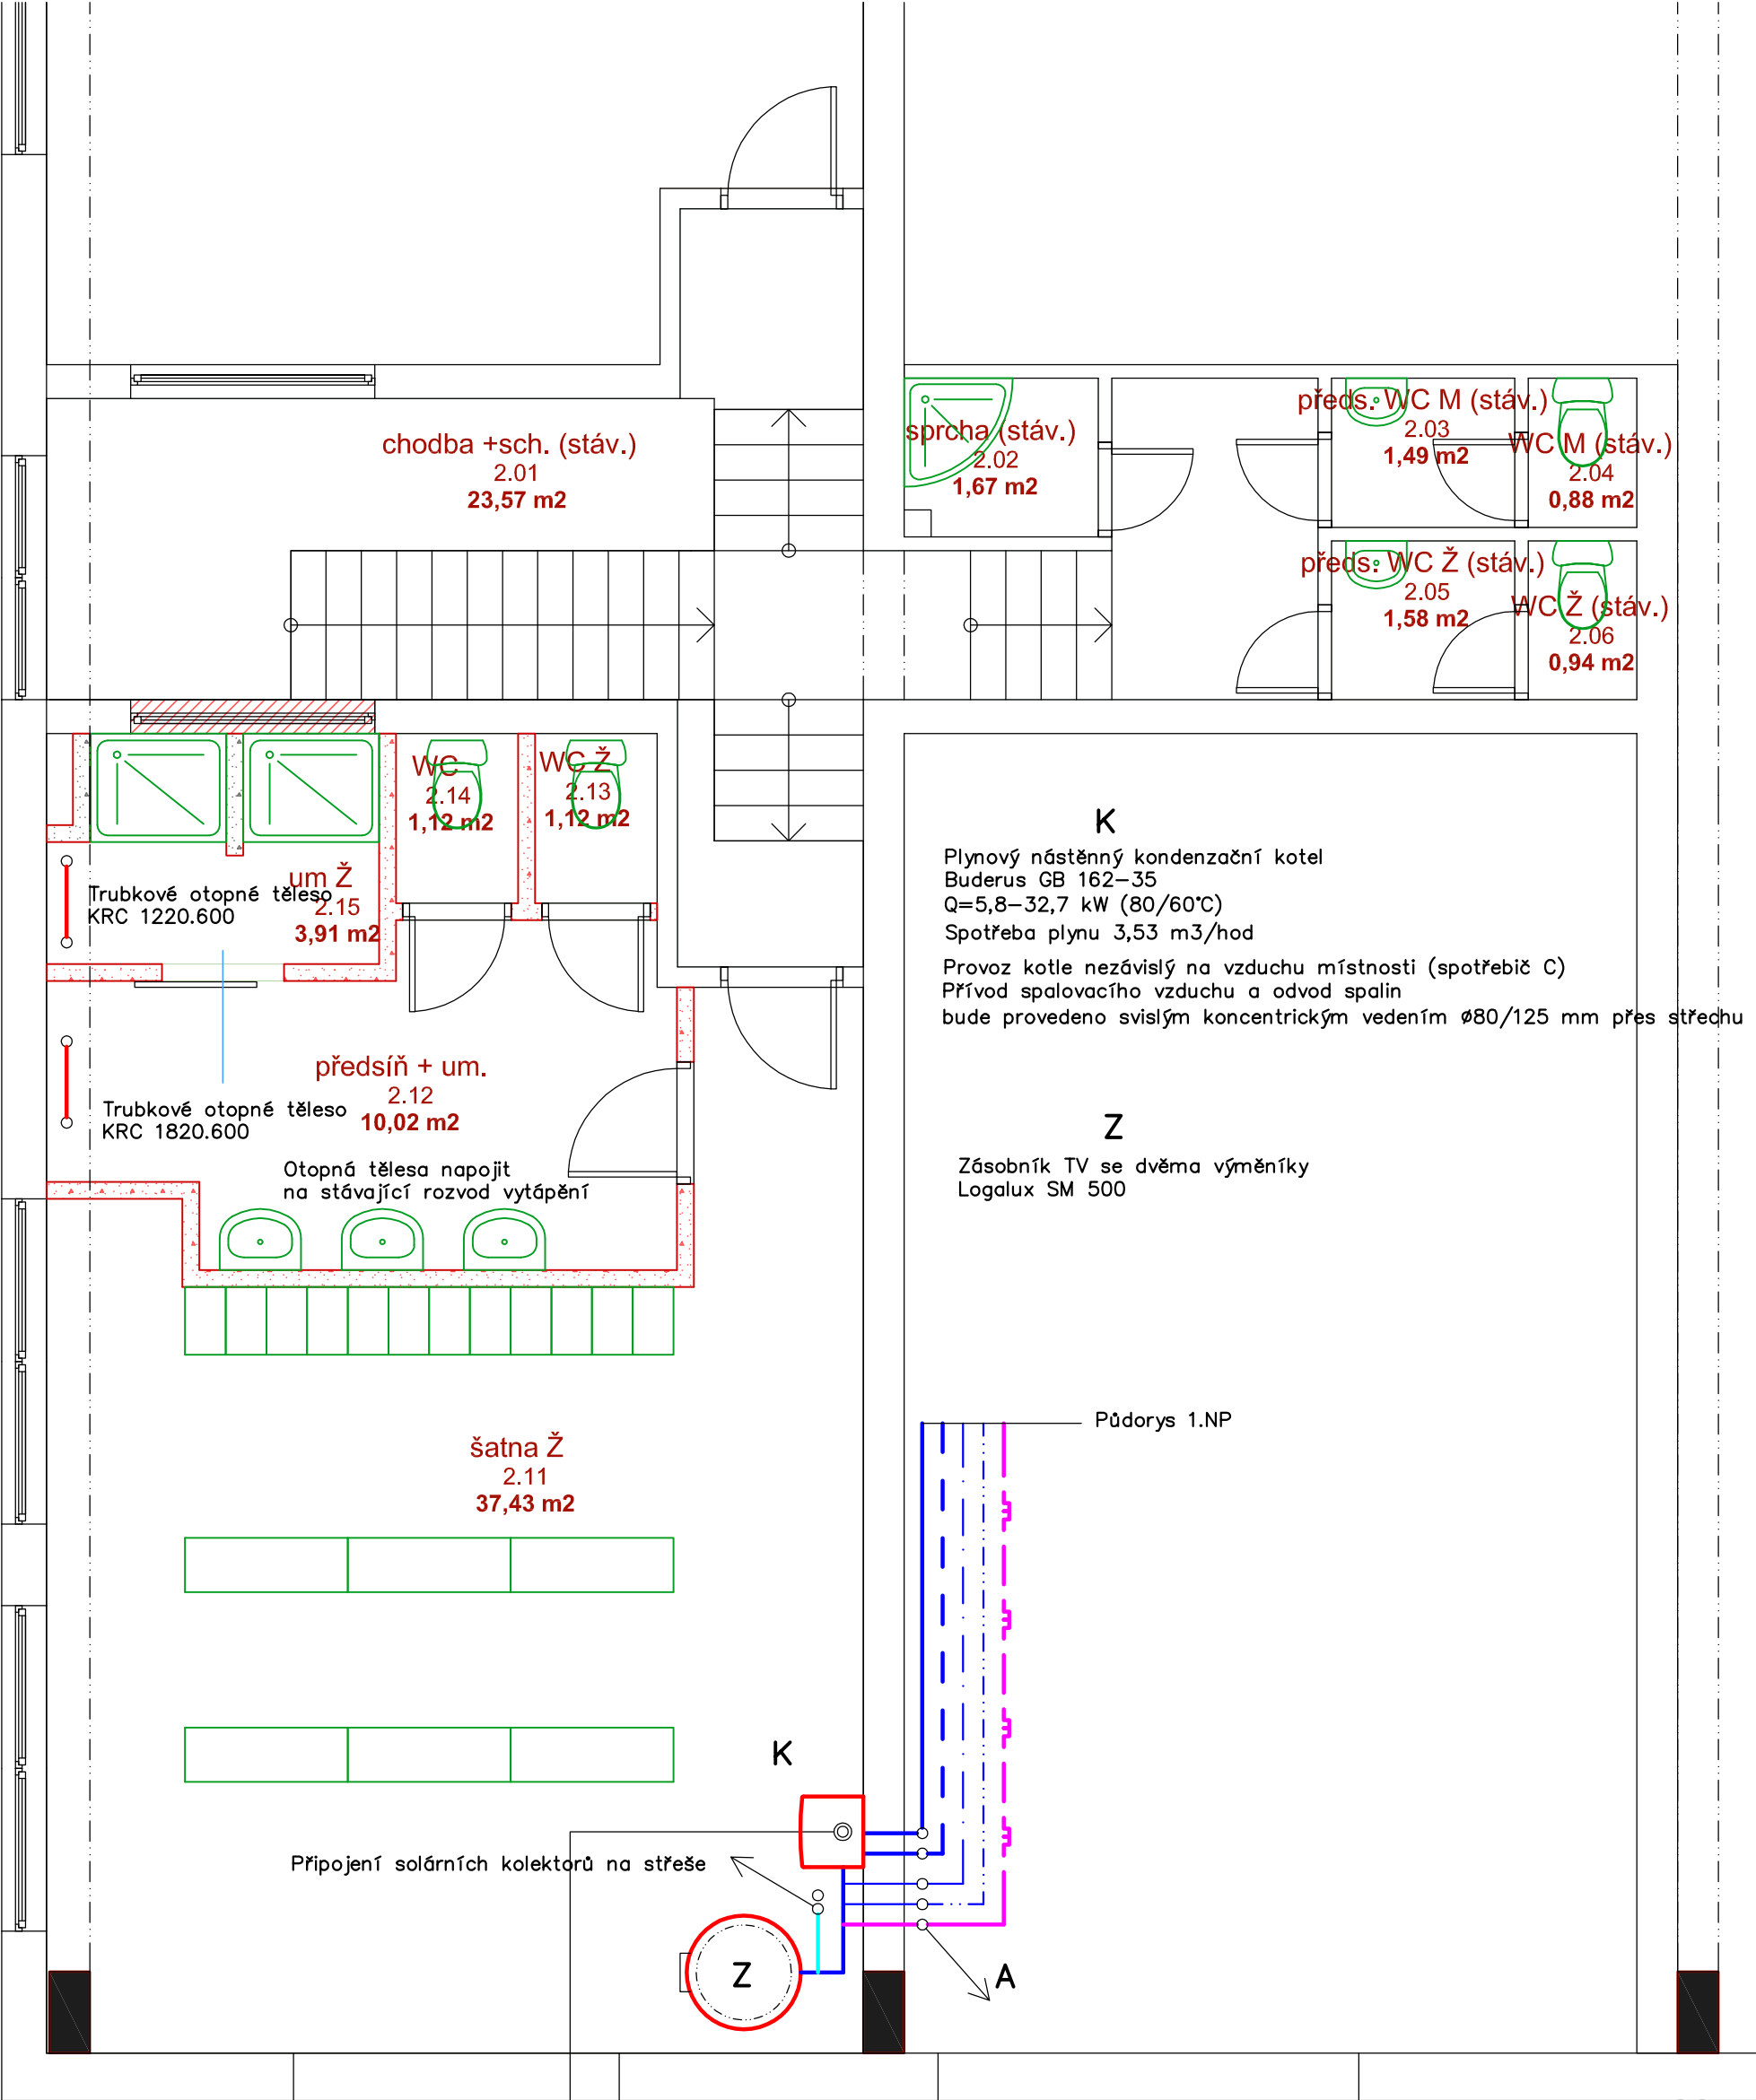 předs. WC M (stáv.)
2.03
1,49 m2
chodba +sch. (stáv.)
2.01
23,57 m2
sprcha (stáv.)
2.02
1,67 m2
WC M (stáv.)
2.04
0,88 m2
předs. WC Ž (stáv.)
2.05
1,58 m2
WC Ž (stáv.)
2.06
0,94 m2
WC
2.14
1,12 m2
WC Ž
2.13
1,12 m2
um Ž
2.15
3,91 m2
Trubkové otopné těleso
KRC 1220.600
K
Plynový nástěnný kondenzační kotel
Buderus GB 162-35
Q=5,8-32,7 kW (80/60°C)
Spotřeba plynu 3,53 m3/hod
Provoz kotle nezávislý na vzduchu místnosti (spotřebič C)
Přívod spalovacího vzduchu a odvod spalin
bude provedeno svislým koncentrickým vedením ø80/125 mm přes střechu
předsíň + um.
2.12
10,02 m2
Trubkové otopné těleso
KRC 1820.600
Z
Zásobník TV se dvěma výměníky
Logalux SM 500
Otopná tělesa napojit
na stávající rozvod vytápění
Půdorys 1.NP
šatna Ž
2.11
37,43 m2
K
Připojení solárních kolektorů na střeše
Z
A